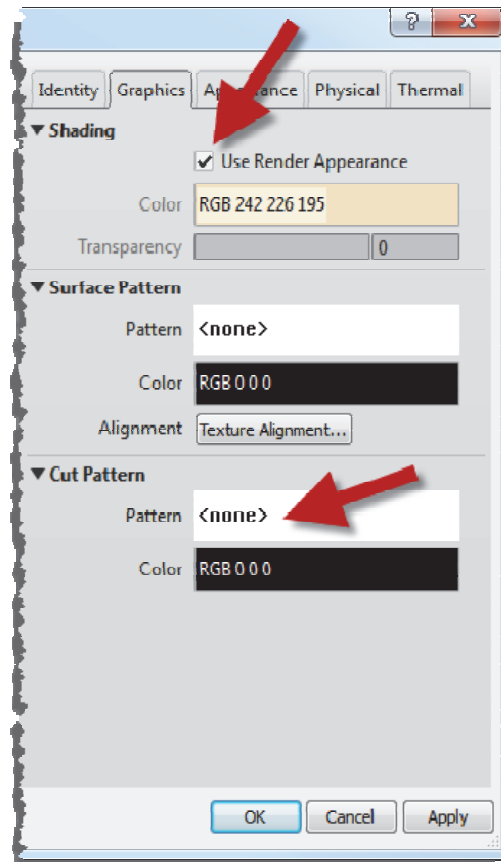 ?
Identity Graphics Appearance Physical Thermal
Shading
Use Render Appearance
Color RGB 242 226 195
Transparency 0
Surface Pattern
Pattern <none>
Color RGB 0 0 0
Alignment Texture Alignment...
Cut Pattern
Pattern <none>
Color RGB 0 0 0
OK Cancel Apply